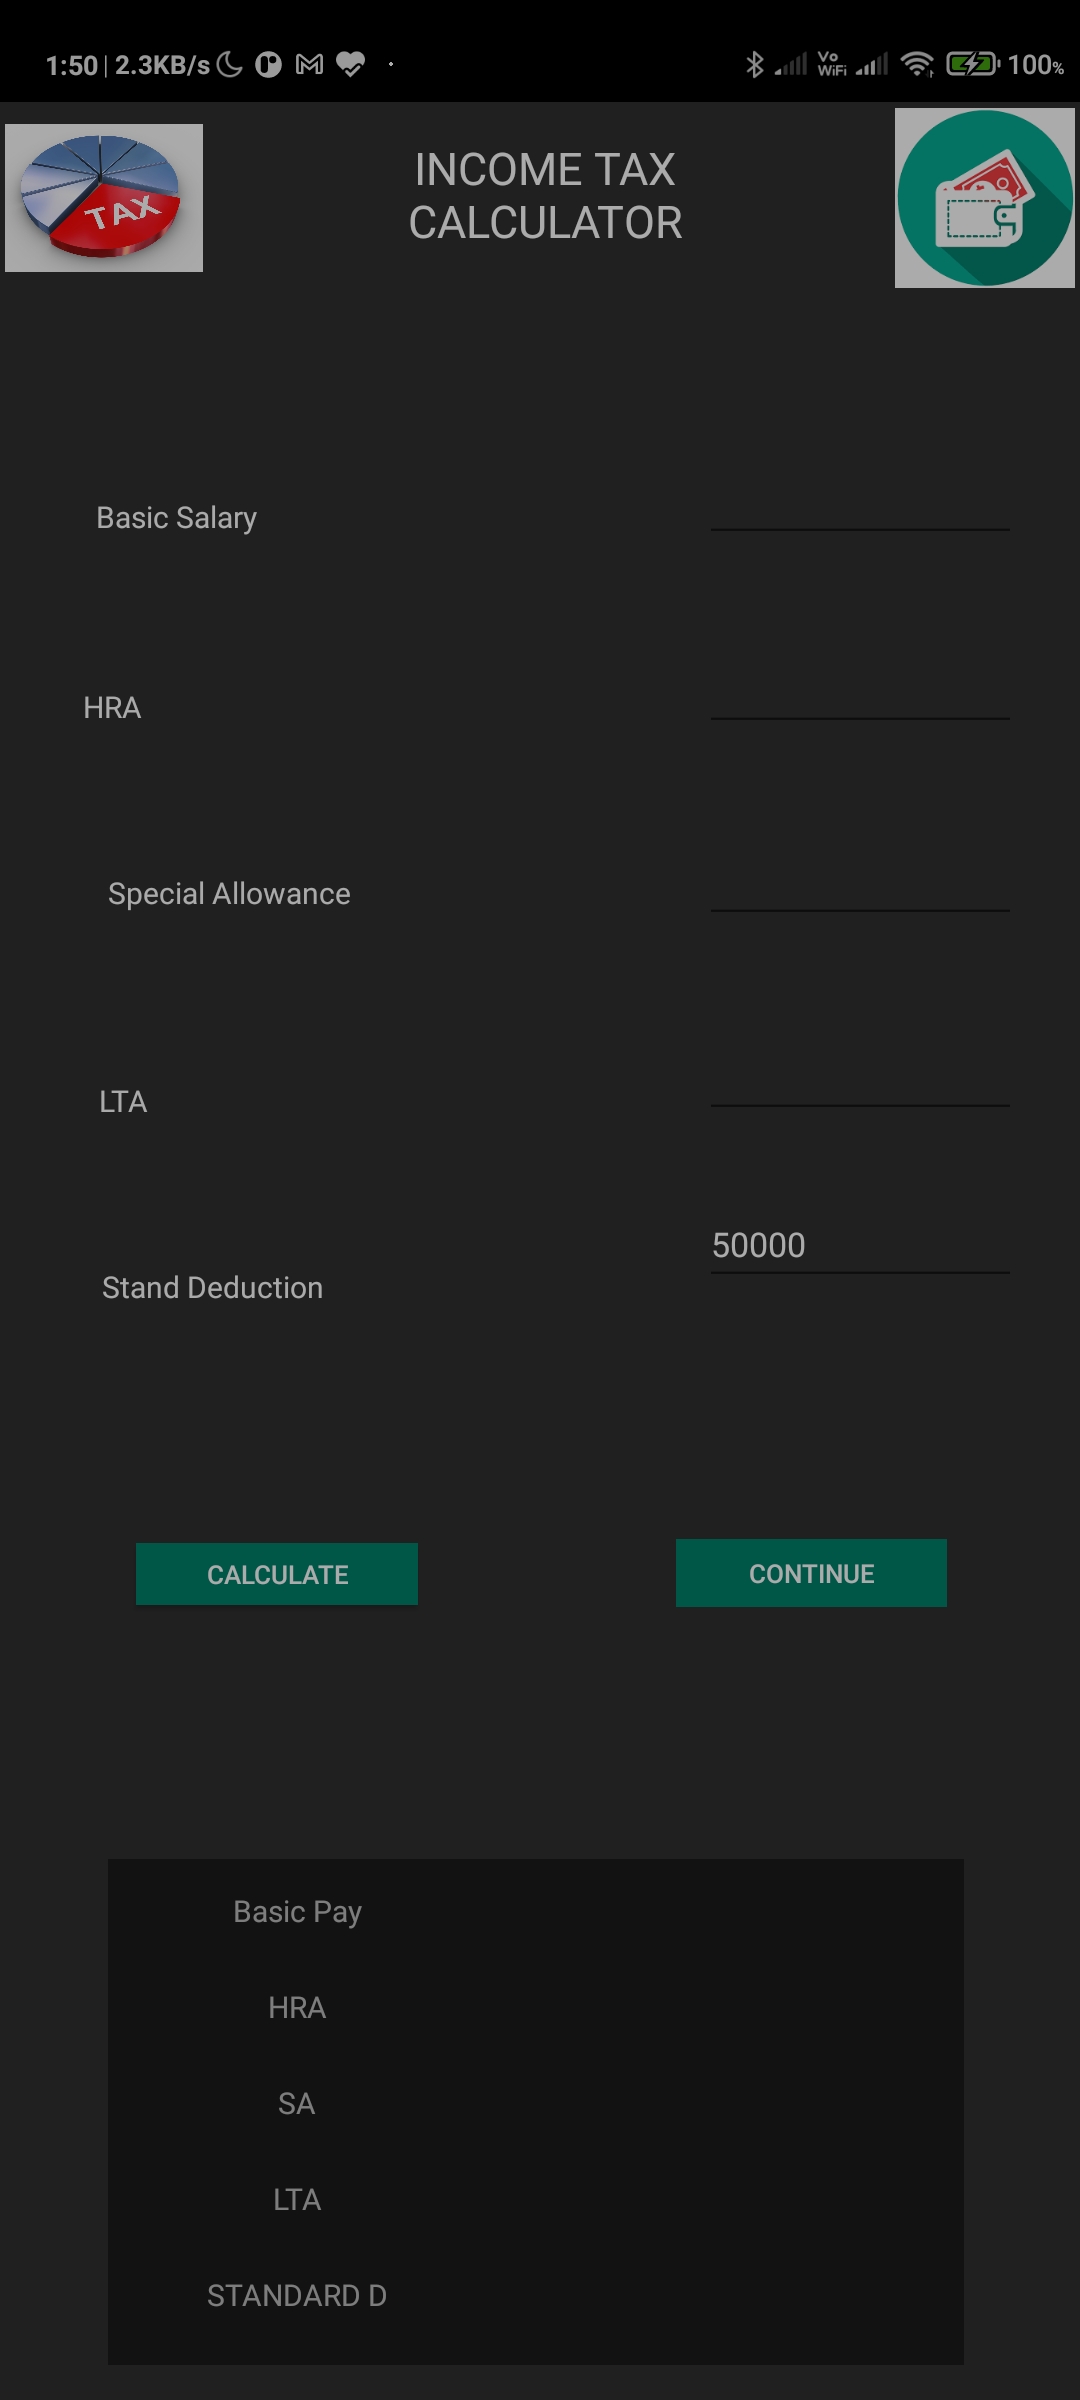 1:50 | 2.3KB/s Vo WiFi 100%
TAX
INCOME TAX
CALCULATOR
Basic Salary
HRA
Special Allowance
LTA
50000
Stand Deduction
CALCULATE CONTINUE
Basic Pay
HRA
SA
LTA
STANDARD D